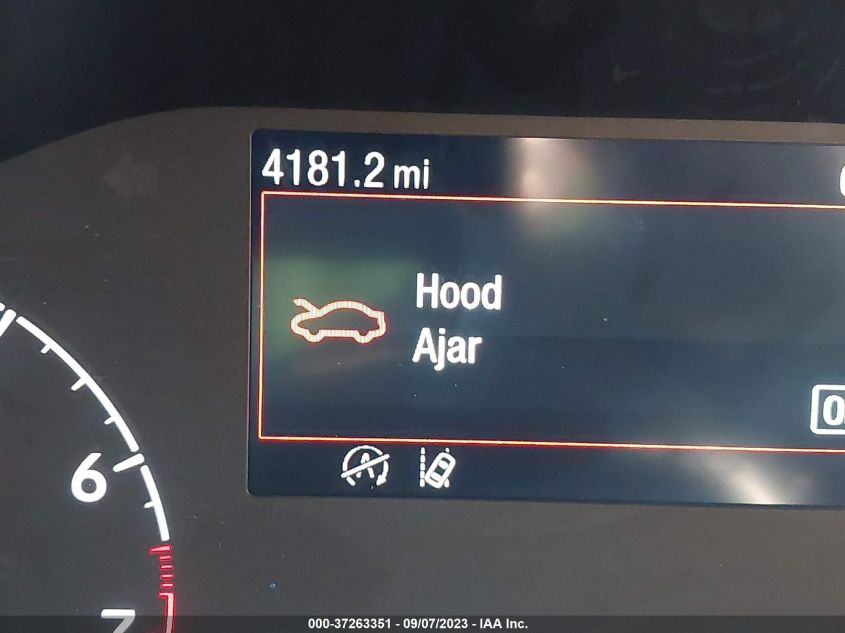 4181.2 mi
Hood
Ajar
6
7
000-37263351 - 09/07/2023 - IAA Inc.